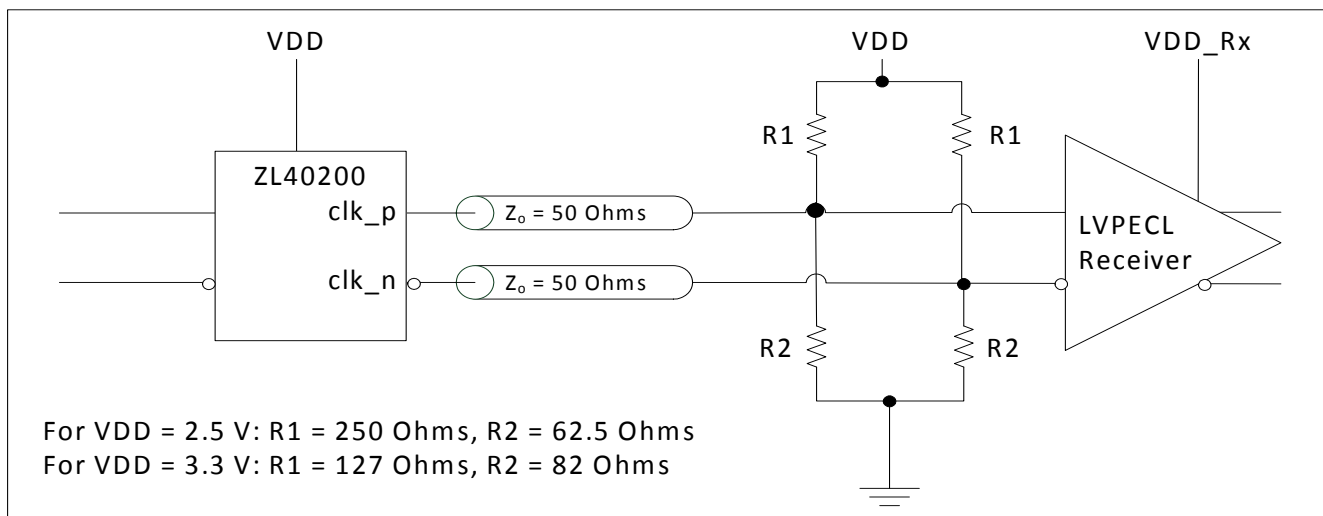 VDD
VDD
VDD_Rx
ZL40200
clk_p
clk_n
Zo = 50 Ohms
Zo = 50 Ohms
R1
R1
R2
R2
LVPECL
Receiver
For VDD = 2.5 V: R1 = 250 Ohms, R2 = 62.5 Ohms
For VDD = 3.3 V: R1 = 127 Ohms, R2 = 82 Ohms